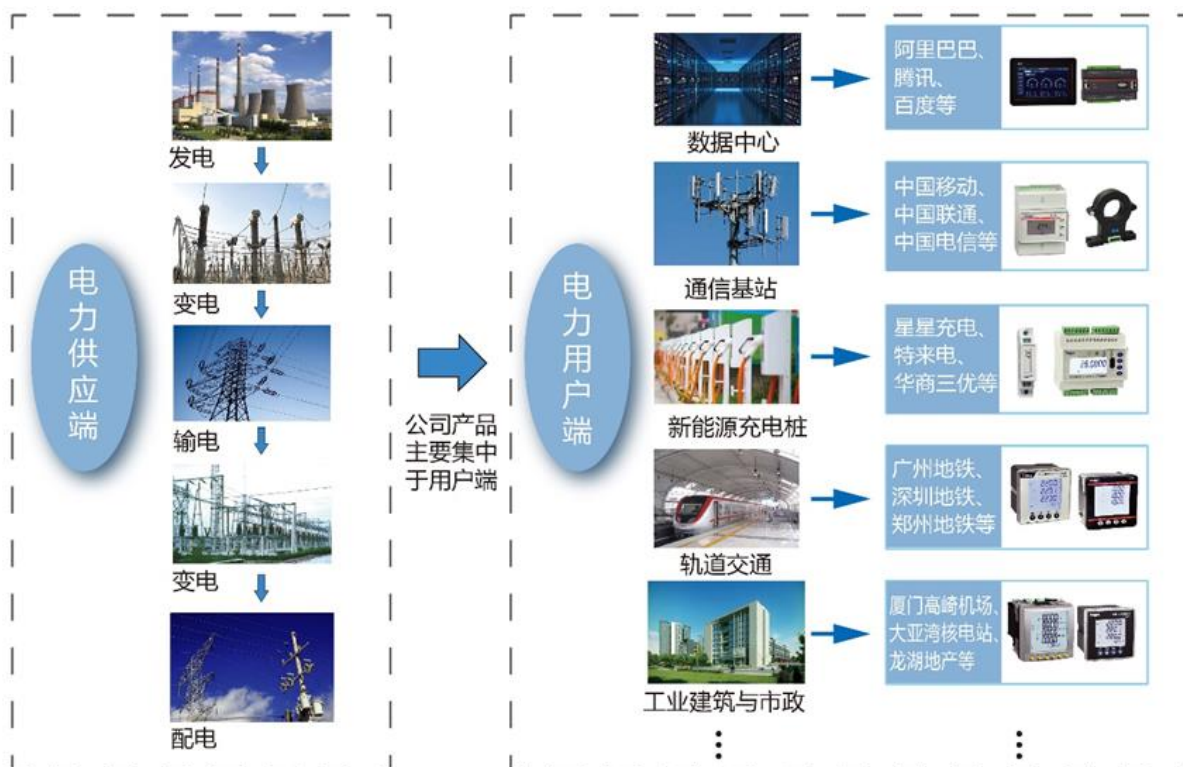 电力供应端
发电
变电
输电
变电
配电
公司产品
主要集中
于用户端
电力用户端
数据中心
阿里巴巴、
腾讯、
百度等
通信基站
中国移动、
中国联通、
中国电信等
新能源充电桩
星星充电、
特来电、
华商三优等
轨道交通
广州地铁、
深圳地铁、
郑州地铁等
工业建筑与市政
厦门高崎机场、
大亚湾核电站、
龙湖地产等